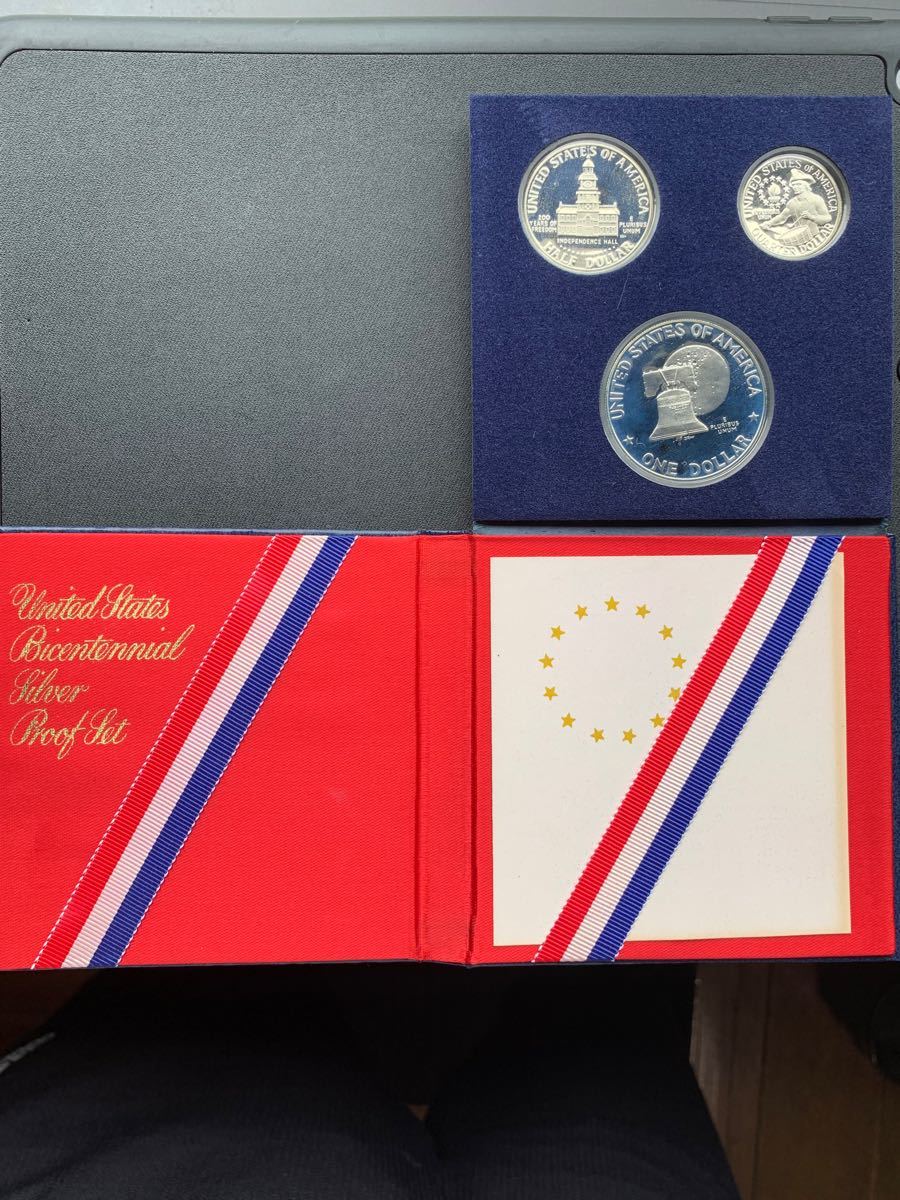 UNITED STATES OF AMERICA
200
YEARS OF
FREEDOM
E
PLURIBUS
UNUM
INDEPENDENCE HALL
HALF DOLLAR
UNITED STATES OF AMERICA
QUARTER DOLLAR
UNITED STATES OF AMERICA
E
PLURIBUS
UNUM
ONE DOLLAR
United States
Bicentennial
Silver
Proof Set